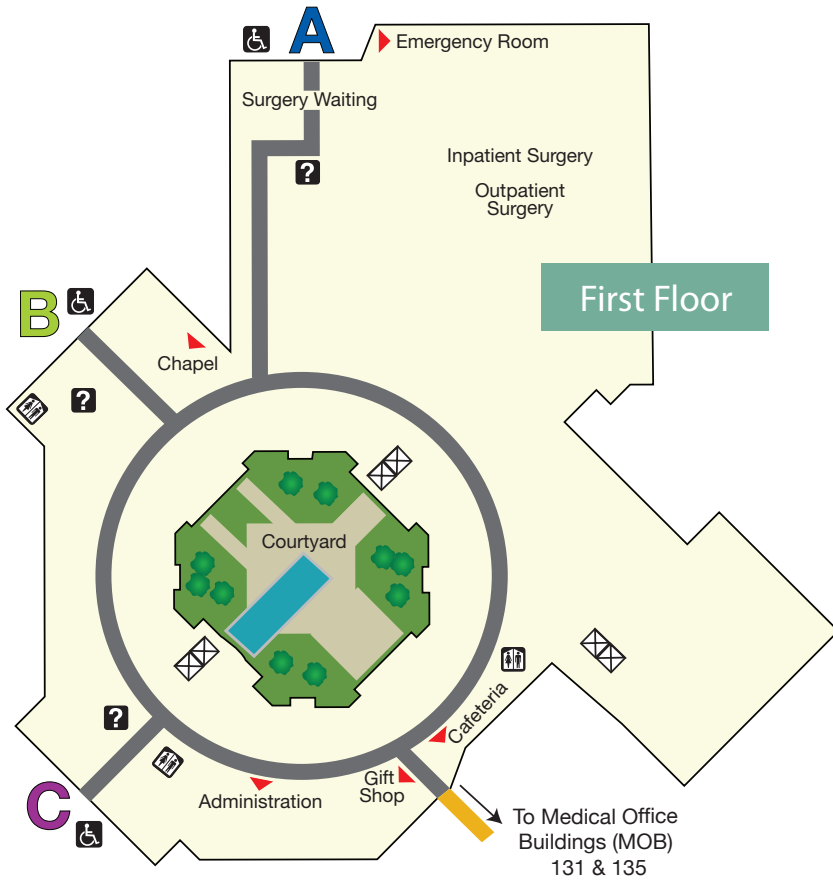 A
Emergency Room
Surgery Waiting
?
Inpatient Surgery
Outpatient
Surgery
First Floor
B
Chapel
?
Courtyard
?
Cafeteria
C
Administration
Gift
Shop
To Medical Office
Buildings (MOB)
131 & 135